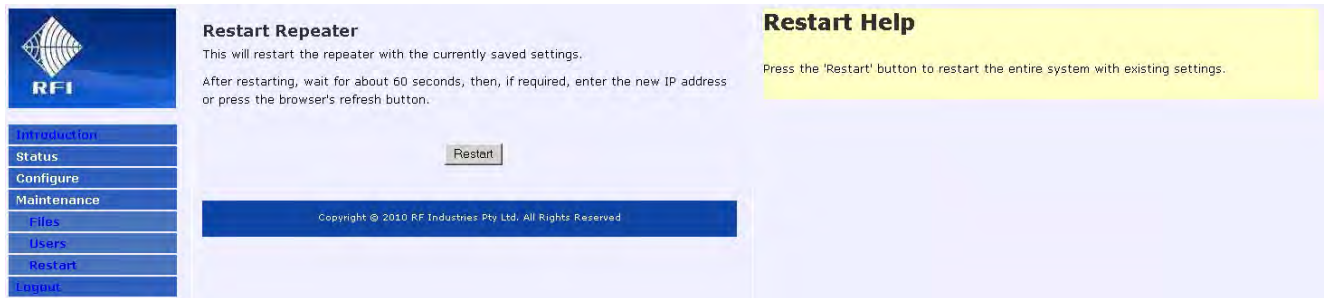 RFI
Introduction
Status
Configure
Maintenance
Files
Users
Restart
Logout
Restart Repeater
This will restart the repeater with the currently saved settings.
After restarting, wait for about 60 seconds, then, if required, enter the new IP address
or press the browser's refresh button.
Restart
Copyright © 2010 RF Industries Pty Ltd. All Rights Reserved
Restart Help
Press the 'Restart' button to restart the entire system with existing settings.